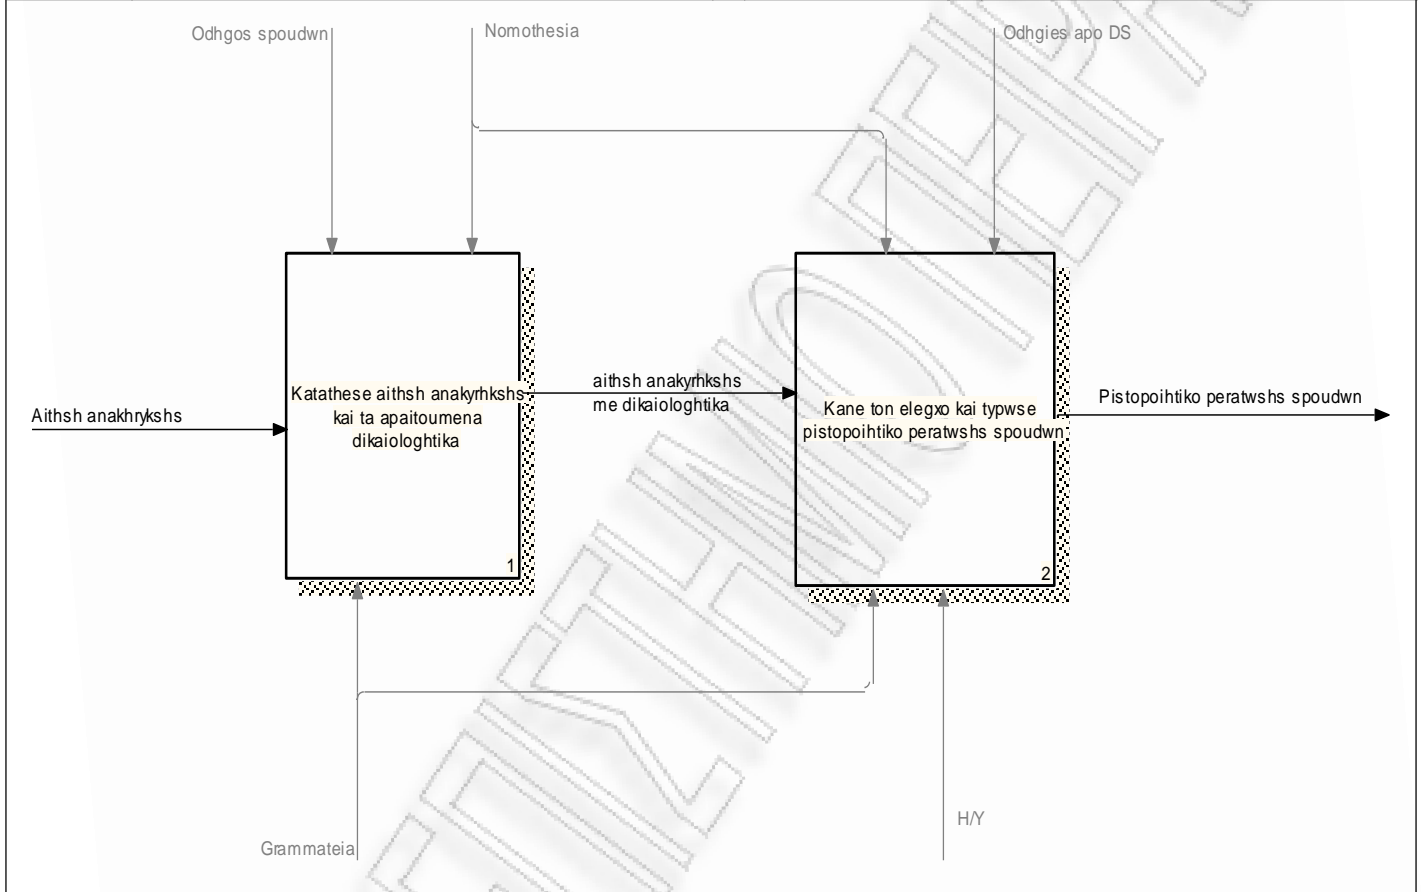 Odhgos spoudwn
Nomothesia
Odhgies apo DS
Aithsh anakhrykshs
Katathese aithsh anakyrhkshs
kai ta apaitoumena
dikaiologhtika
1
aithsh anakyrhkshs
me dikaiologhtika
Kane ton elegxo kai typwse
pistopoihtiko peratwshs spoudwn
2
Pistopoihtiko peratwshs spoudwn
Grammateia
H/Y